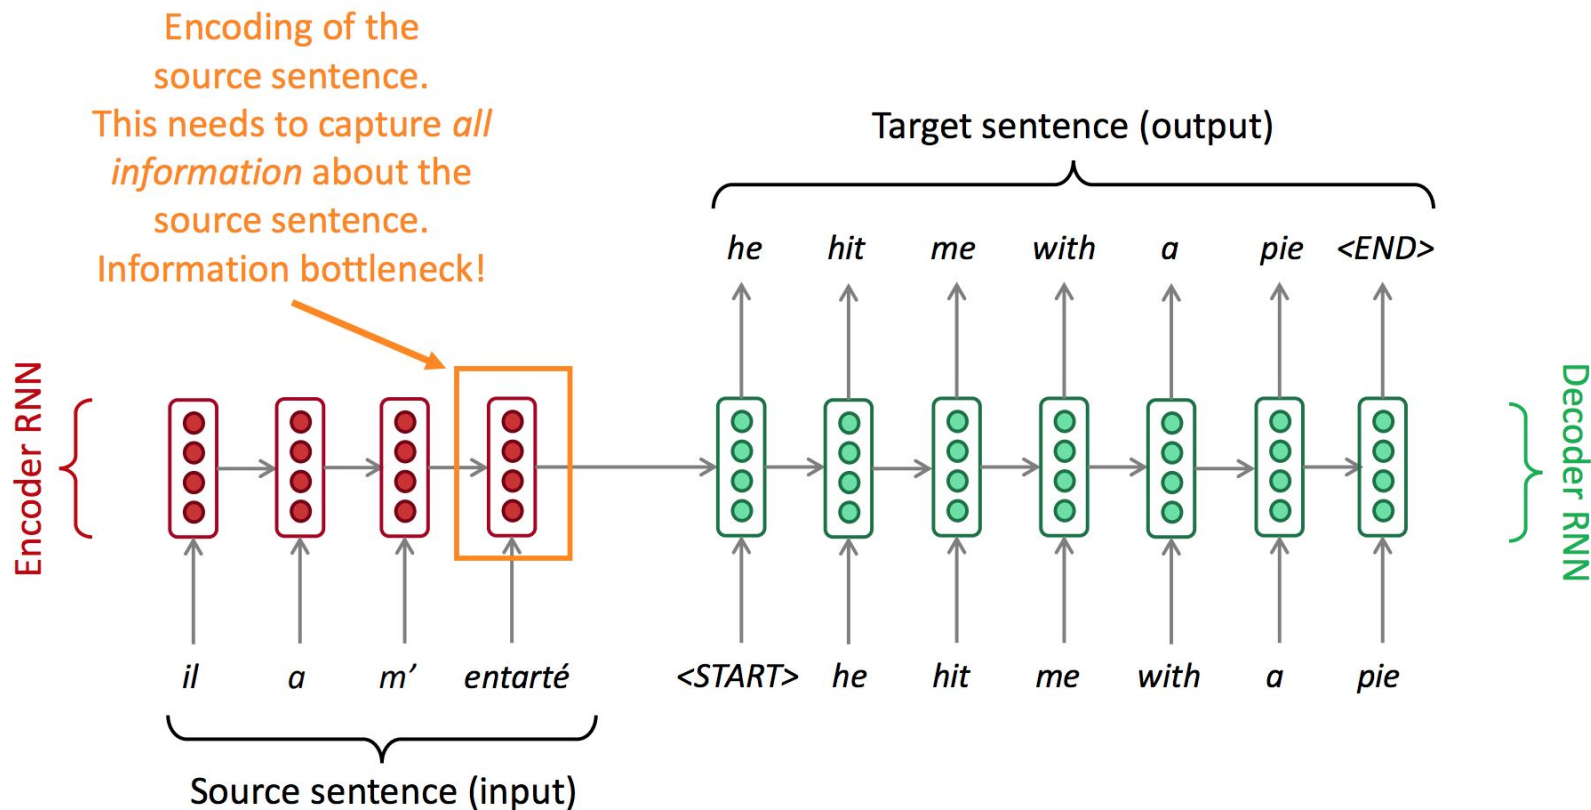 Encoding of the
source sentence.
This needs to capture all
information about the
source sentence.
Information bottleneck!
Target sentence (output)
he hit me with a pie <END>
Encoder RNN
Decoder RNN
il a m’ entarté
<START> he hit me with a pie
Source sentence (input)